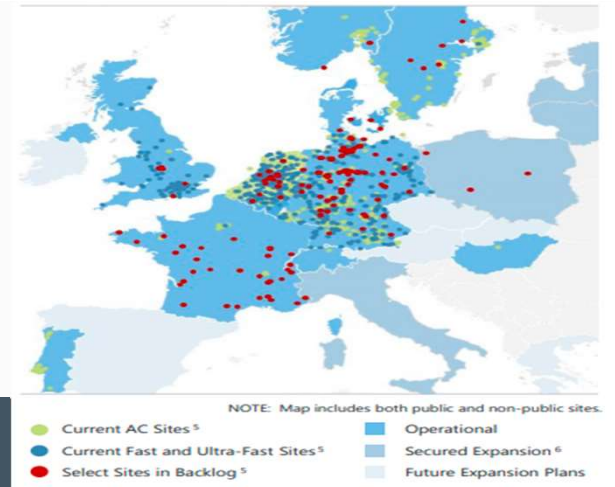 NOTE: Map includes both public and non-public sites.
Current AC Sites 5
Operational
Current Fast and Ultra-Fast Sites 5
Secured Expansion 6
Select Sites in Backlog 5
Future Expansion Plans